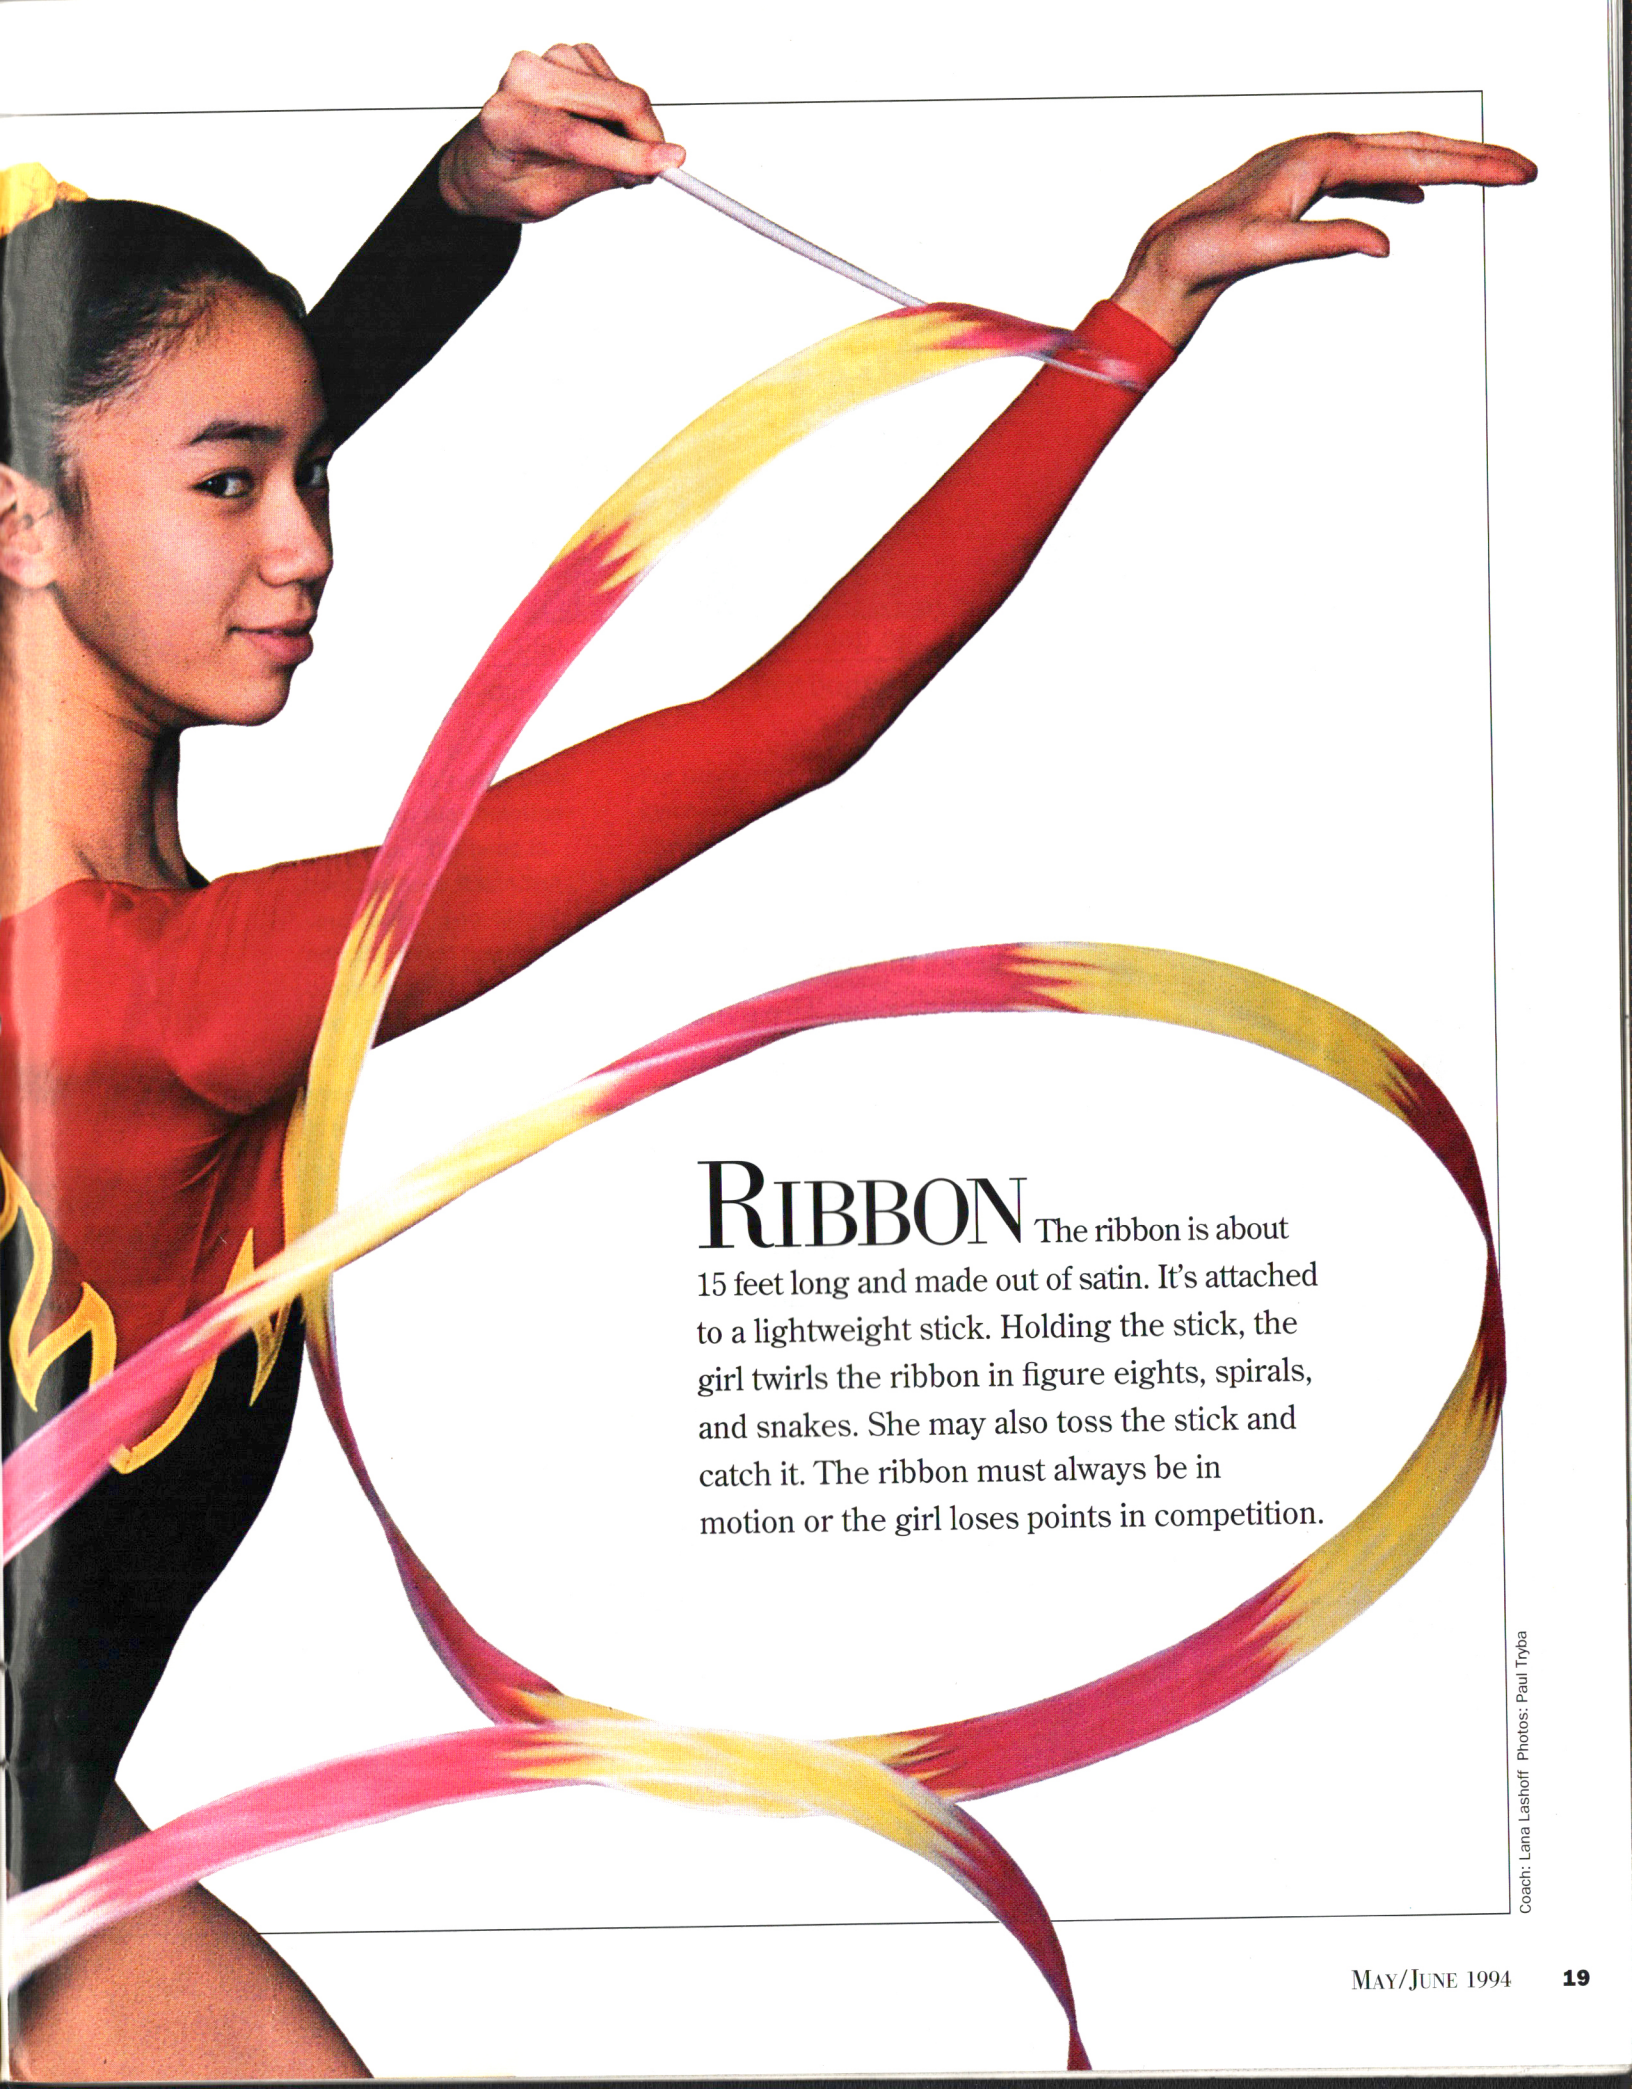 RIBBON The ribbon is about
15 feet long and made out of satin. It's attached
to a lightweight stick. Holding the stick, the
girl twirls the ribbon in figure eights, spirals,
and snakes. She may also toss the stick and
catch it. The ribbon must always be in
motion or the girl loses points in competition.
Coach: Lana Lashoff  Photos: Paul Tryba
MAY/JUNE 1994 19